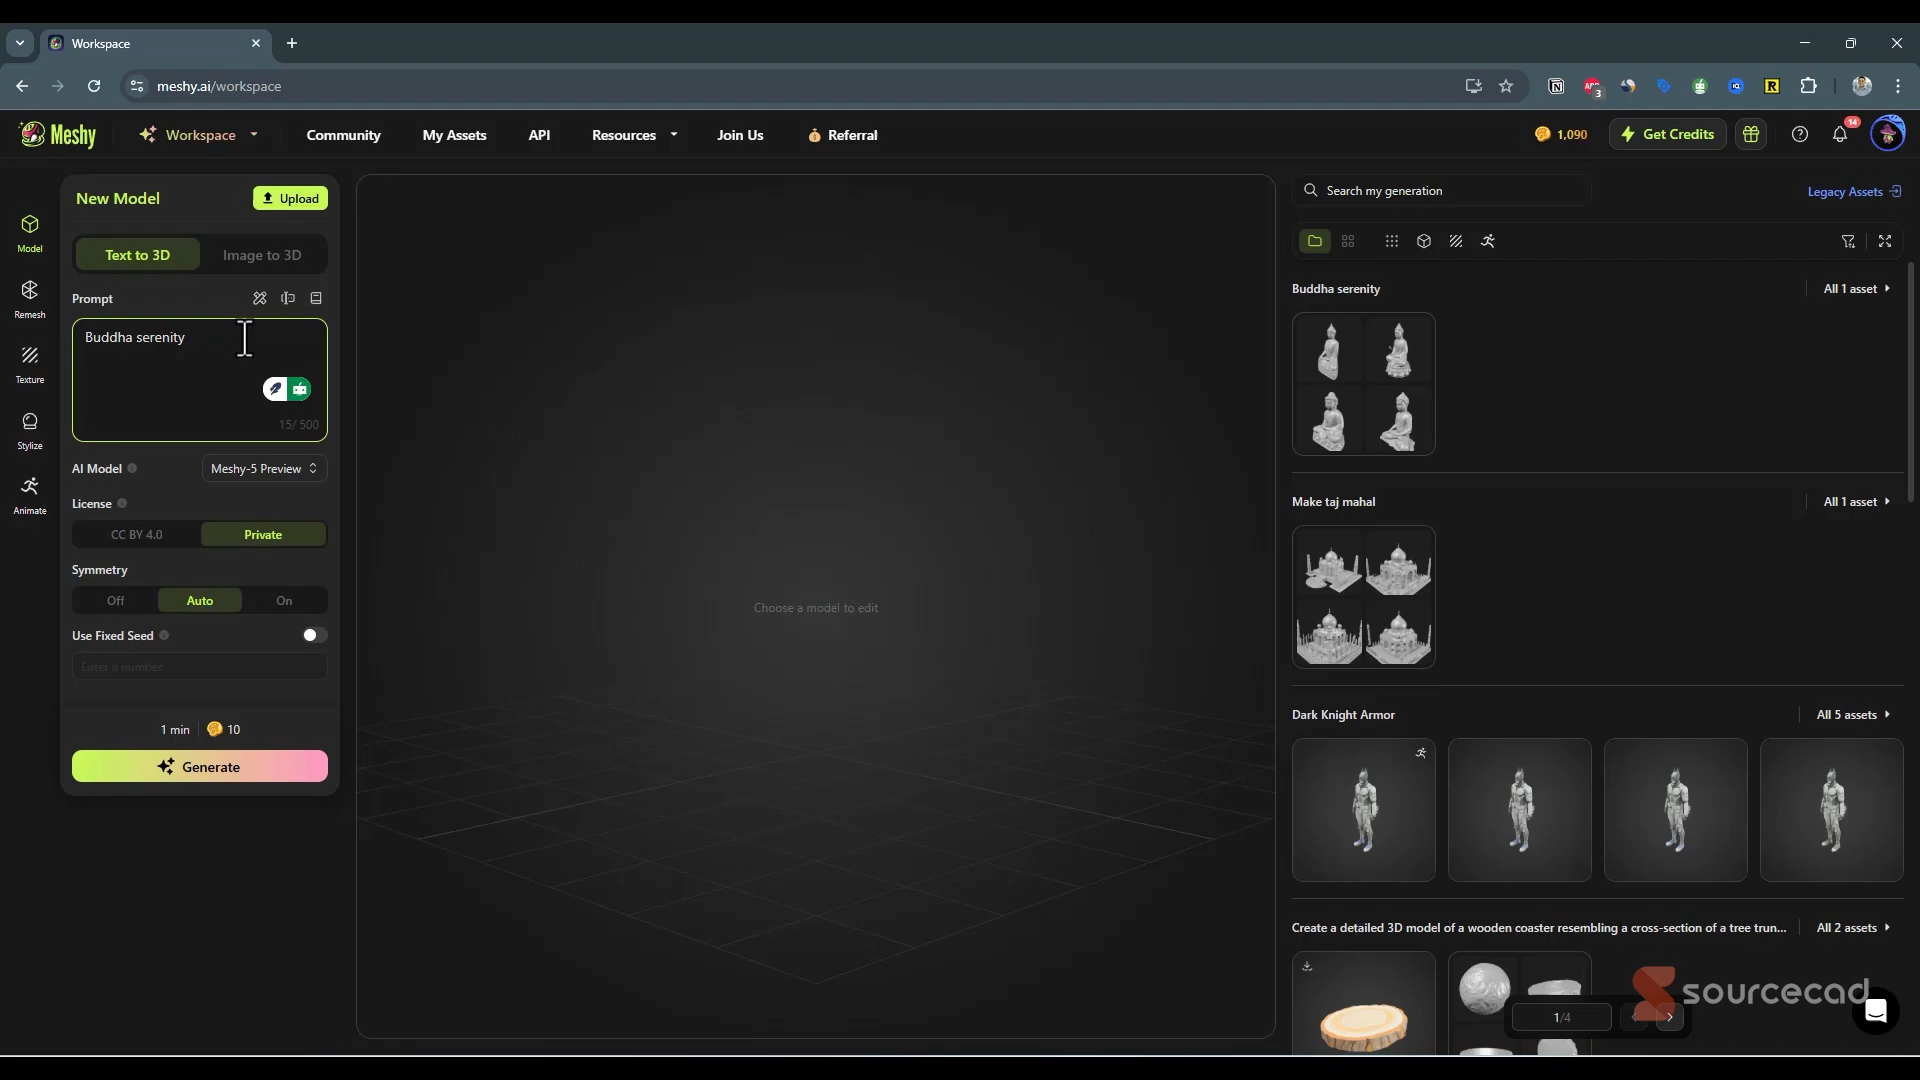 Workspace
meshy.ai/workspace
3
Meshy
Workspace
Community
My Assets
API
Resources
Join Us
Referral
1,090
Get Credits
14
New Model
Upload
Model
Remesh
Texture
Stylize
Animate
Text to 3D
Image to 3D
Prompt
Buddha serenity
15/ 500
AI Model
Meshy-5 Preview
License
CC BY 4.0
Private
Symmetry
Off
Auto
On
Use Fixed Seed
Enter a number
1 min
10
Generate
Choose a model to edit
Search my generation
Legacy Assets
Buddha serenity
All 1 asset
Make taj mahal
All 1 asset
Dark Knight Armor
All 5 assets
Create a detailed 3D model of a wooden coaster resembling a cross-section of a tree trun...
All 2 assets
1/4
sourcecad